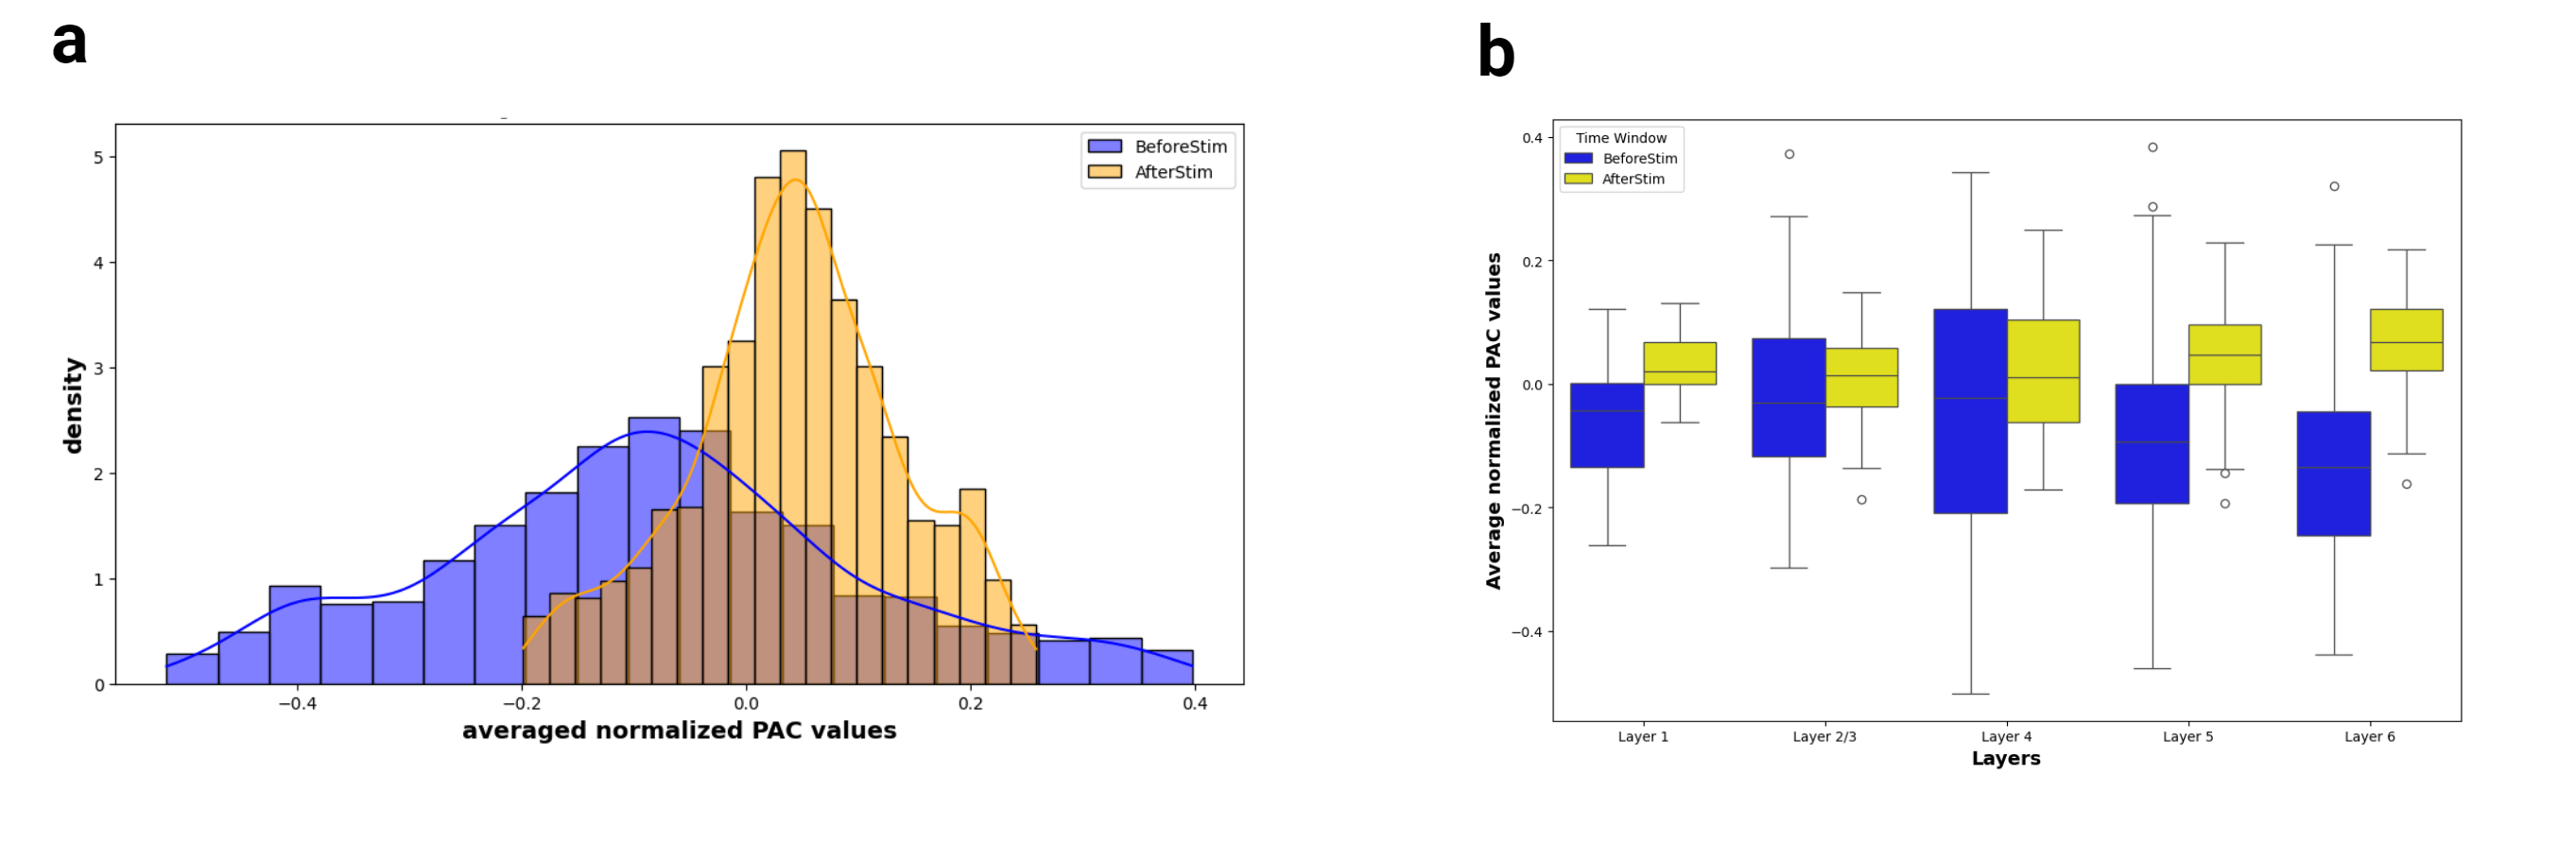 a
b
BeforeStim
AfterStim
5
4
3
2
1
0
density
−0.4
−0.2
0.0
0.2
0.4
averaged normalized PAC values
Time Window
BeforeStim
AfterStim
0.4
0.2
0.0
−0.2
−0.4
Average normalized PAC values
Layer 1
Layer 2/3
Layer 4
Layer 5
Layer 6
Layers